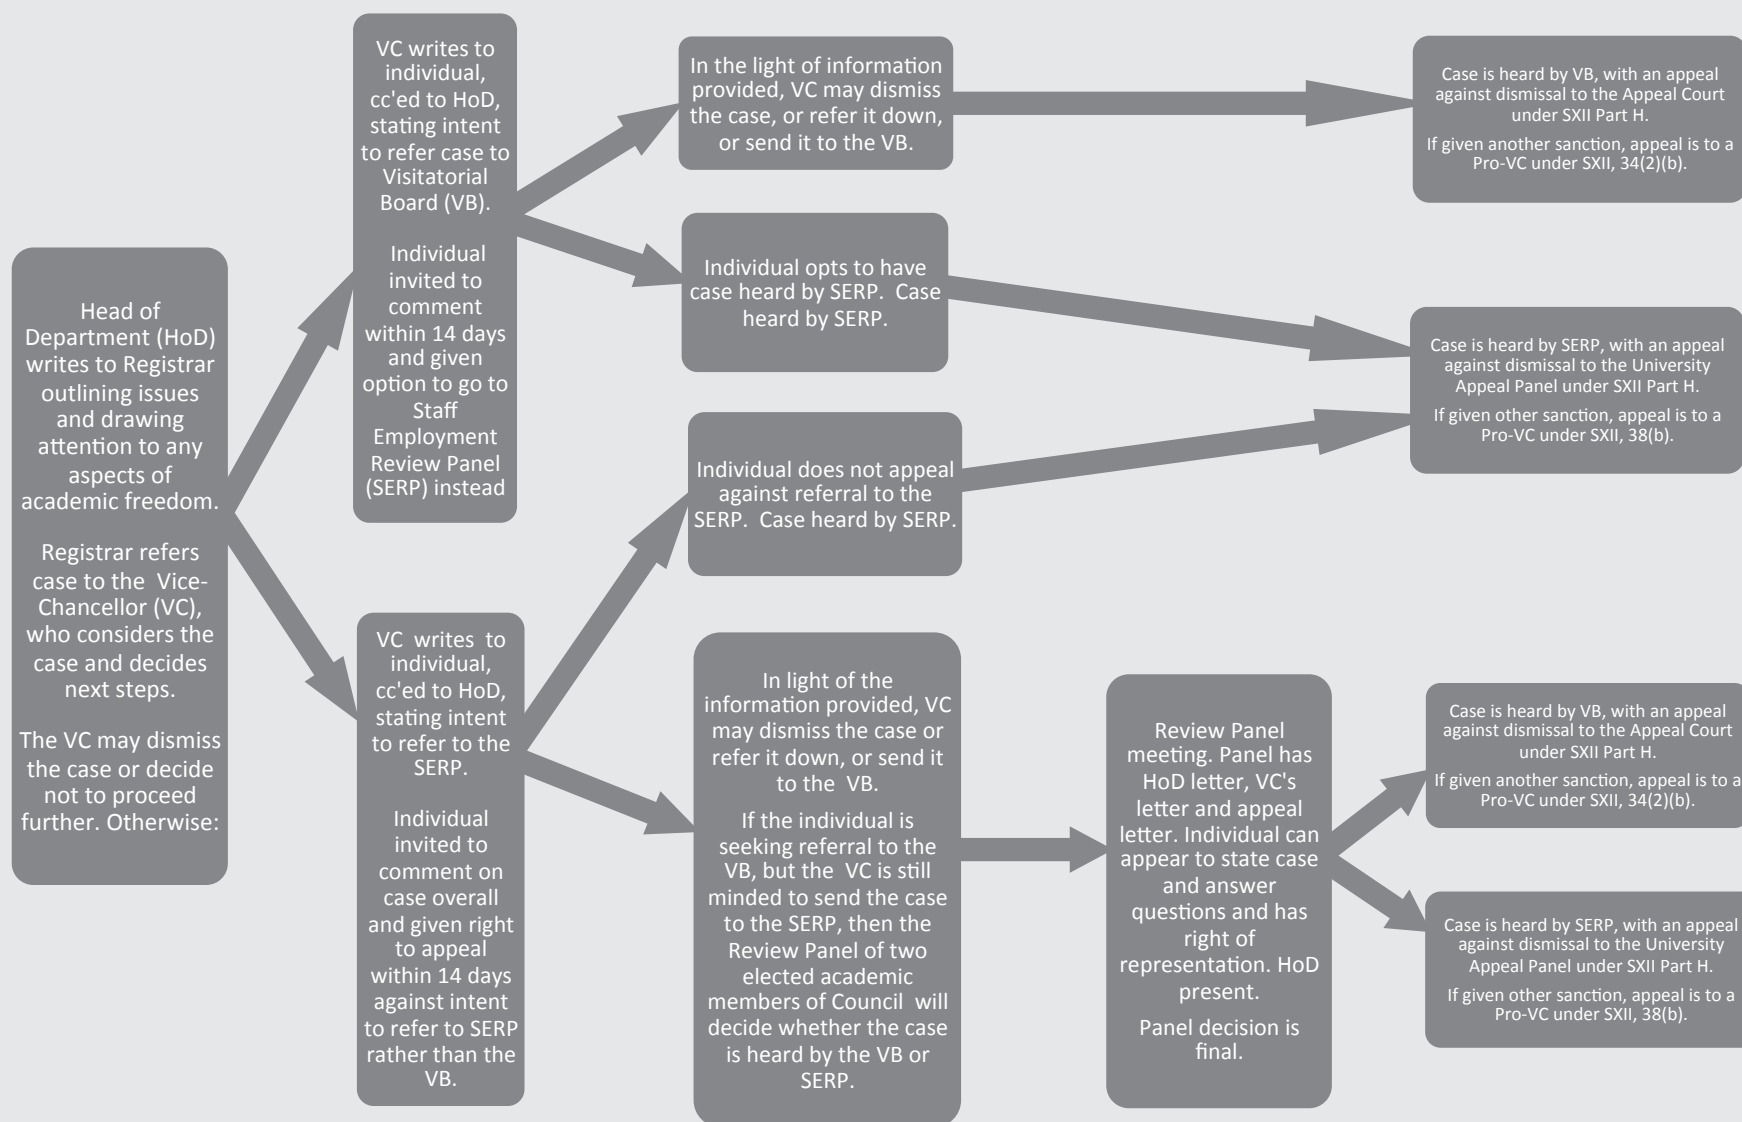 Head of
Department (HoD)
writes to Registrar
outlining issues
and drawing
attention to any
aspects of
academic freedom.
Registrar refers
case to the Vice-
Chancellor (VC),
who considers the
case and decides
next steps.
The VC may dismiss
the case or decide
not to proceed
further. Otherwise:
VC writes to
individual,
cc'ed to HoD,
stating intent
to refer case to
Visitatorial
Board (VB).
Individual
invited to
comment
within 14 days
and given
option to go to
Staff
Employment
Review Panel
(SERP) instead
VC writes to
individual,
cc'ed to HoD,
stating intent
to refer to the
SERP.
Individual
invited to
comment on
case overall
and given right
to appeal
within 14 days
against intent
to refer to SERP
rather than the
VB.
In the light of information
provided, VC may dismiss
the case, or refer it down,
or send it to the VB.
Individual opts to have
case heard by SERP. Case
heard by SERP.
Individual does not appeal
against referral to the
SERP. Case heard by SERP.
In light of the
information provided, VC
may dismiss the case or
refer it down, or send it
to the VB.
If the individual is
seeking referral to the
VB, but the VC is still
minded to send the case
to the SERP, then the
Review Panel of two
elected academic
members of Council will
decide whether the case
is heard by the VB or
SERP.
Review Panel
meeting. Panel has
HoD letter, VC's
letter and appeal
letter. Individual can
appear to state case
and answer
questions and has
right of
representation. HoD
present.
Panel decision is
final.
Case is heard by VB, with an appeal
against dismissal to the Appeal Court
under SXII Part H.
If given another sanction, appeal is to a
Pro-VC under SXII, 34(2)(b).
Case is heard by SERP, with an appeal
against dismissal to the University
Appeal Panel under SXII Part H.
If given other sanction, appeal is to a
Pro-VC under SXII, 38(b).
Case is heard by VB, with an appeal
against dismissal to the Appeal Court
under SXII Part H.
If given another sanction, appeal is to a
Pro-VC under SXII, 34(2)(b).
Case is heard by SERP, with an appeal
against dismissal to the University
Appeal Panel under SXII Part H.
If given other sanction, appeal is to a
Pro-VC under SXII, 38(b).